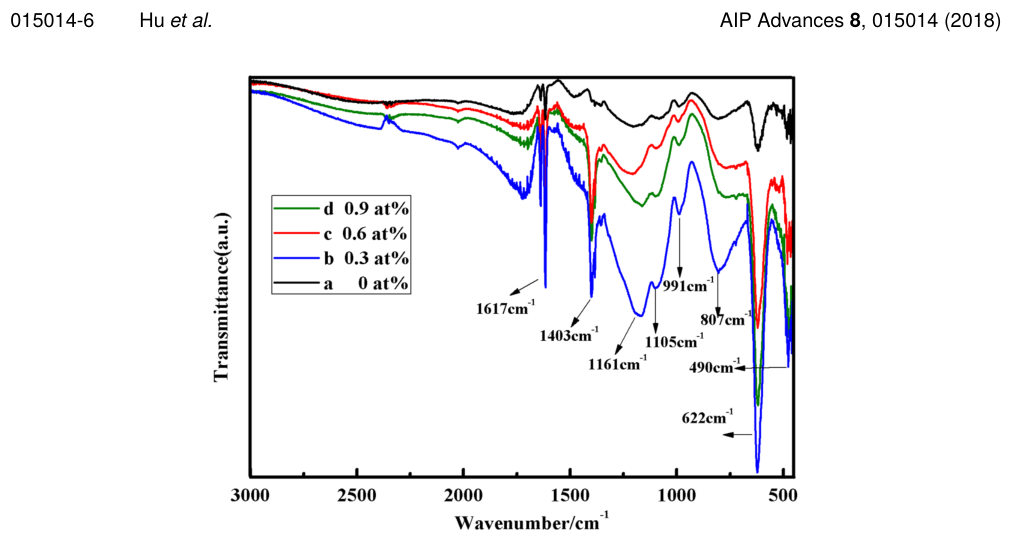 015014-6 Hu et al. AIP Advances 8, 015014 (2018)
Transmittance(a.u.)
d 0.9 at%
c 0.6 at%
b 0.3 at%
a 0 at%
1617cm⁻¹
1403cm⁻¹
1161cm⁻¹
1105cm⁻¹
991cm⁻¹
807cm⁻¹
490cm⁻¹
622cm⁻¹
3000 2500 2000 1500 1000 500
Wavenumber/cm⁻¹